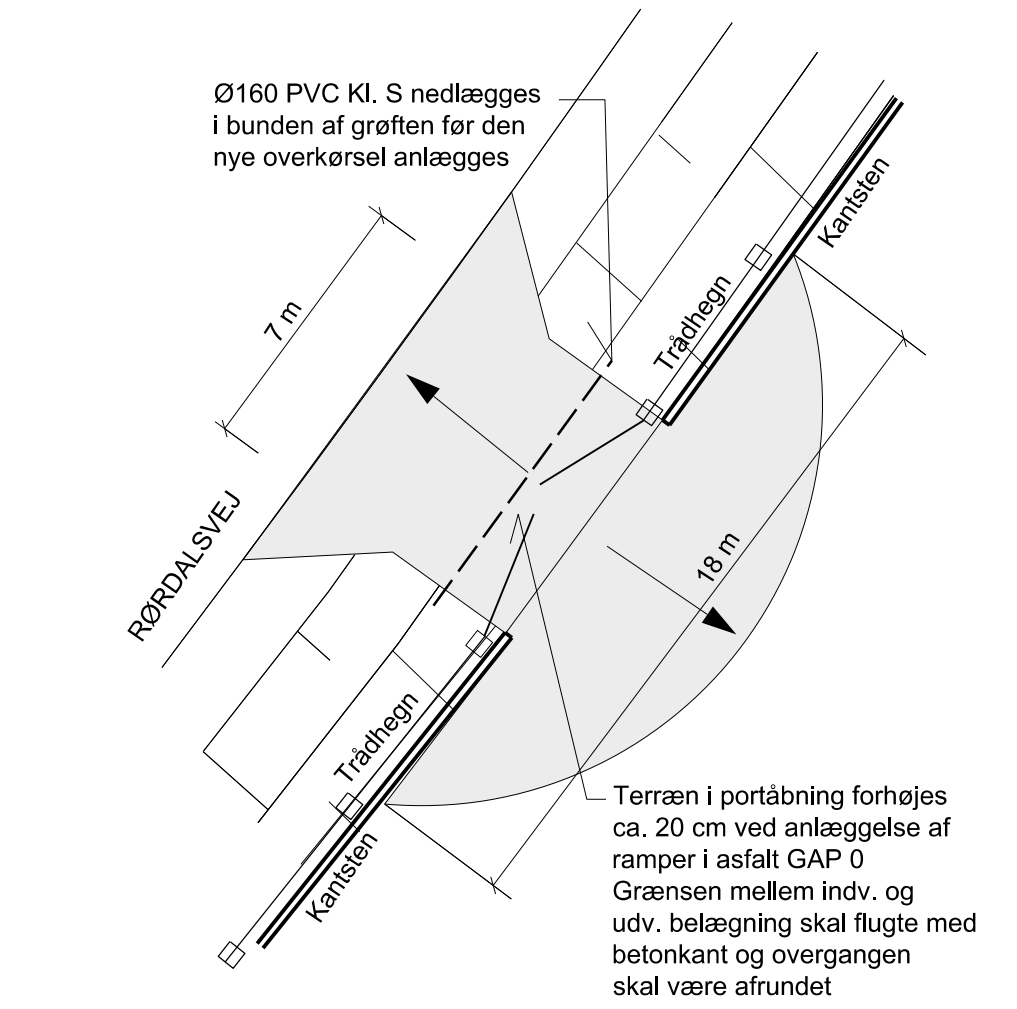 Ø160 PVC Kl. S nedlægges
i bunden af grøften før den
nye overkørsel anlægges
Kantsten
Trådhegn
7 m
18 m
RØRDALSVEJ
Trådhegn
Kantsten
Terræn i portåbning forhøjes
ca. 20 cm ved anlæggelse af
ramper i asfalt GAP 0
Grænsen mellem indv. og
udv. belægning skal flugte med
betonkant og overgangen
skal være afrundet